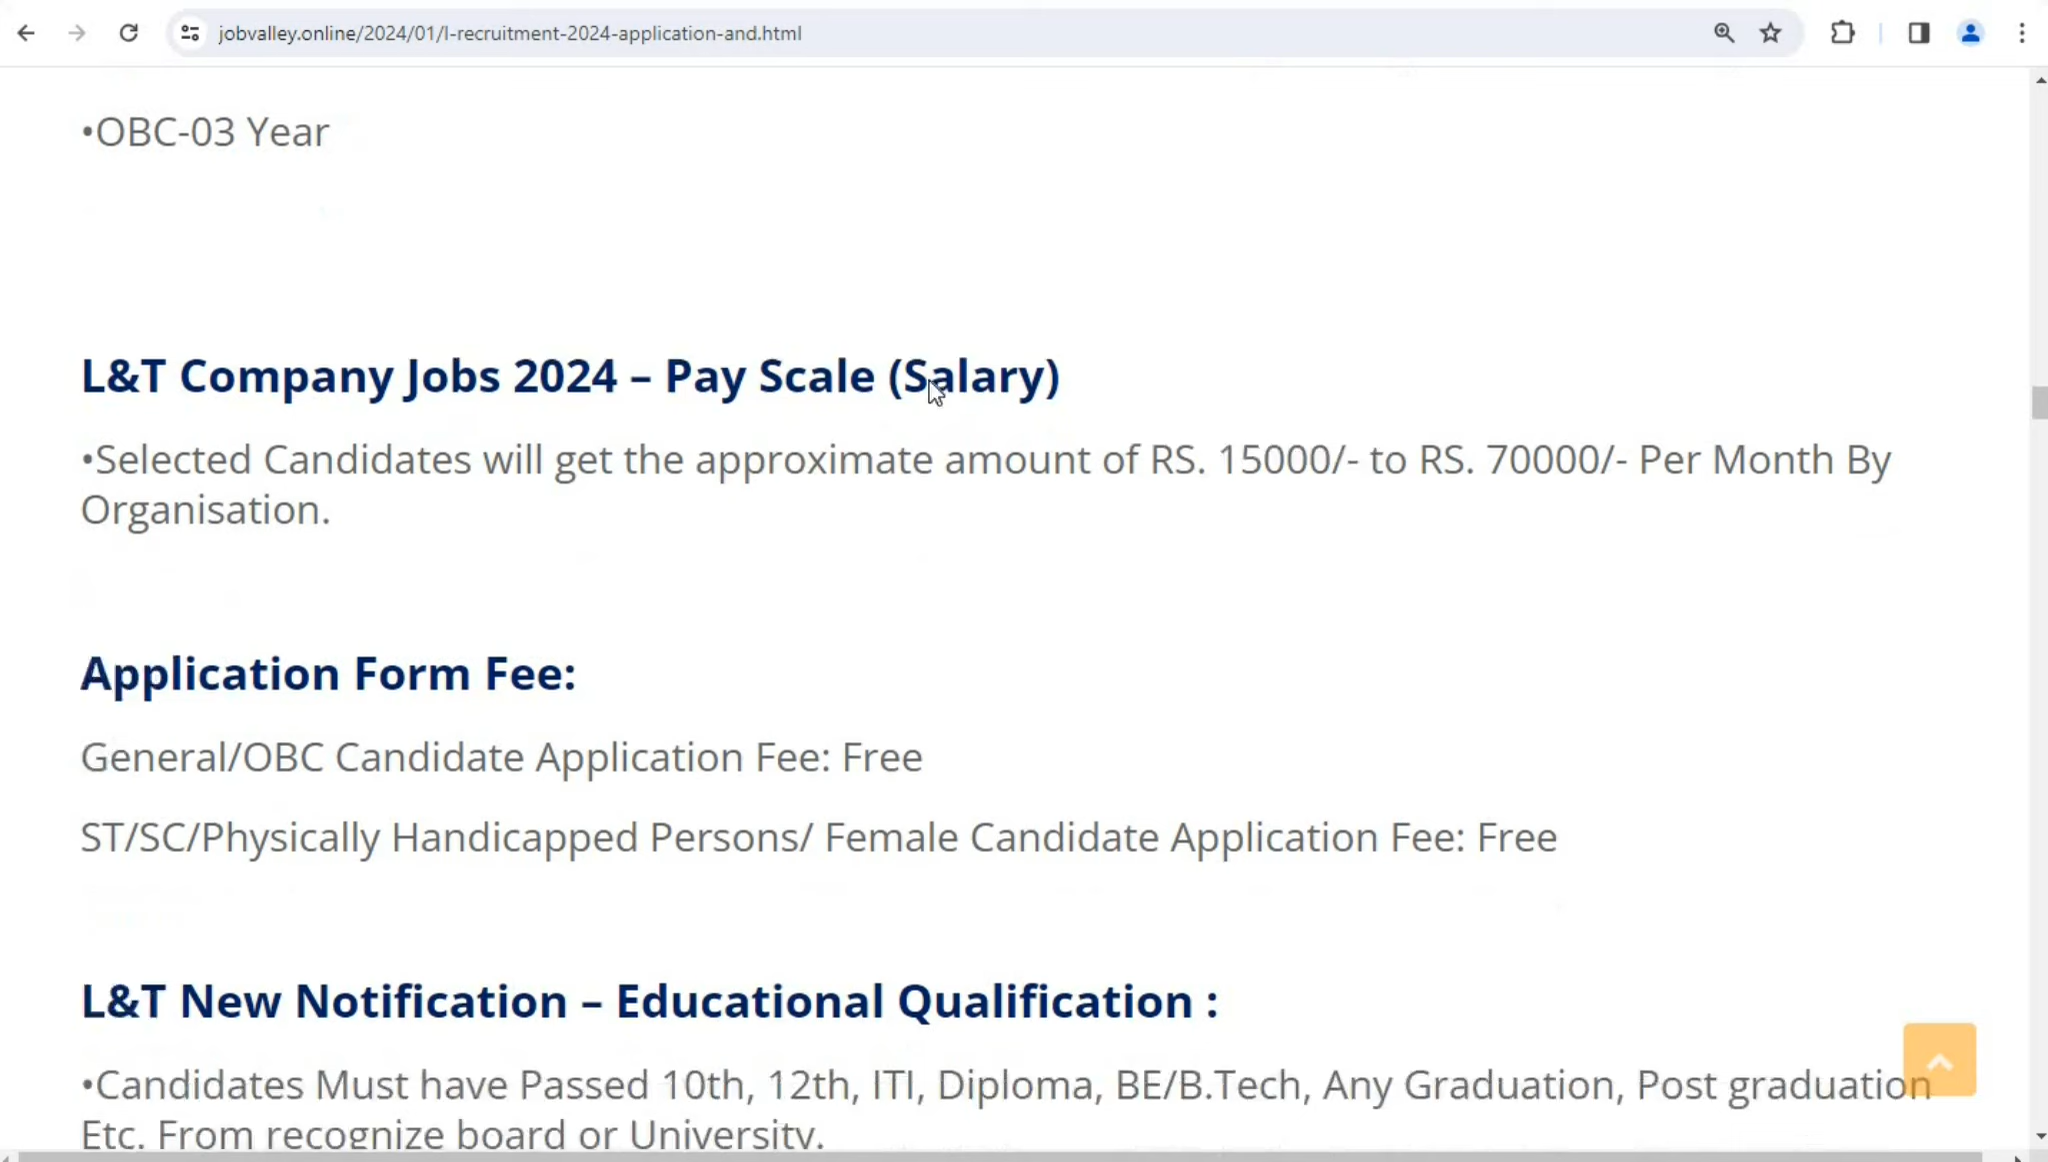 jobvalley.online/2024/01/l-recruitment-2024-application-and.html
•OBC-03 Year
L&T Company Jobs 2024 – Pay Scale (Salary)
•Selected Candidates will get the approximate amount of RS. 15000/- to RS. 70000/- Per Month By
Organisation.
Application Form Fee:
General/OBC Candidate Application Fee: Free
ST/SC/Physically Handicapped Persons/ Female Candidate Application Fee: Free
L&T New Notification – Educational Qualification :
•Candidates Must have Passed 10th, 12th, ITI, Diploma, BE/B.Tech, Any Graduation, Post graduation
Etc. From recognize board or University.